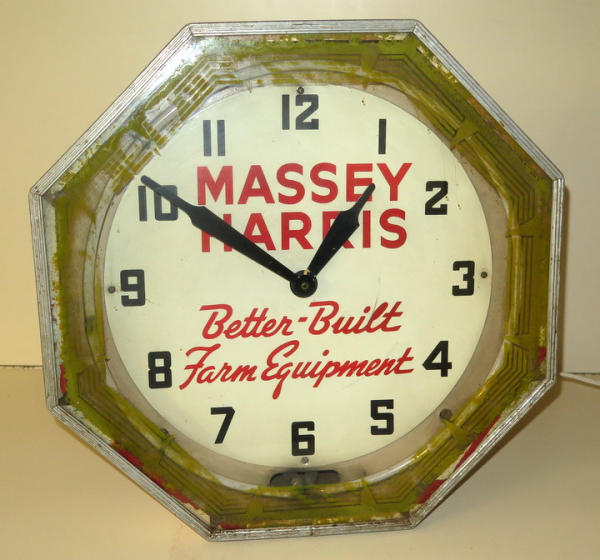 12
11 1
MASSEY
10 2
HARRIS
9 3
Better-Built
Farm Equipment
8 4
7 5
6